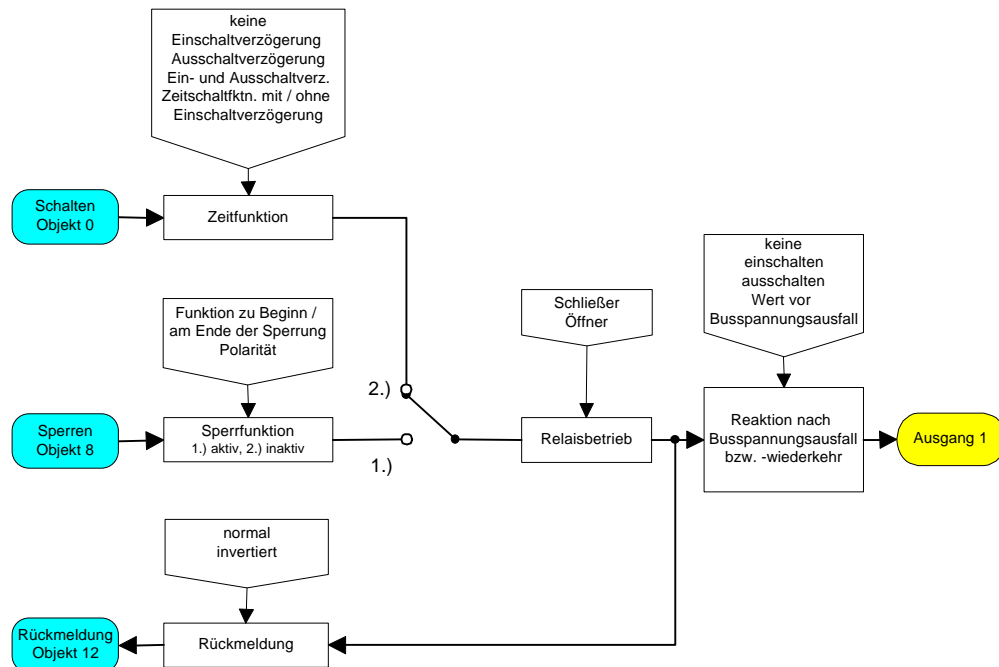 keine
Einschaltverzögerung
Ausschaltverzögerung
Ein- und Ausschaltverz.
Zeitschaltfktn. mit / ohne
Einschaltverzögerung
Schalten
Objekt 0
Zeitfunktion
keine
einschalten
ausschalten
Wert vor
Busspannungsausfall
Funktion zu Beginn /
am Ende der Sperrung
Polarität
Schließer
Öffner
2.)
Sperren
Objekt 8
Sperrfunktion
1.) aktiv, 2.) inaktiv
1.)
Relaisbetrieb
Reaktion nach
Busspannungsausfall
bzw. -wiederkehr
Ausgang 1
normal
invertiert
Rückmeldung
Objekt 12
Rückmeldung